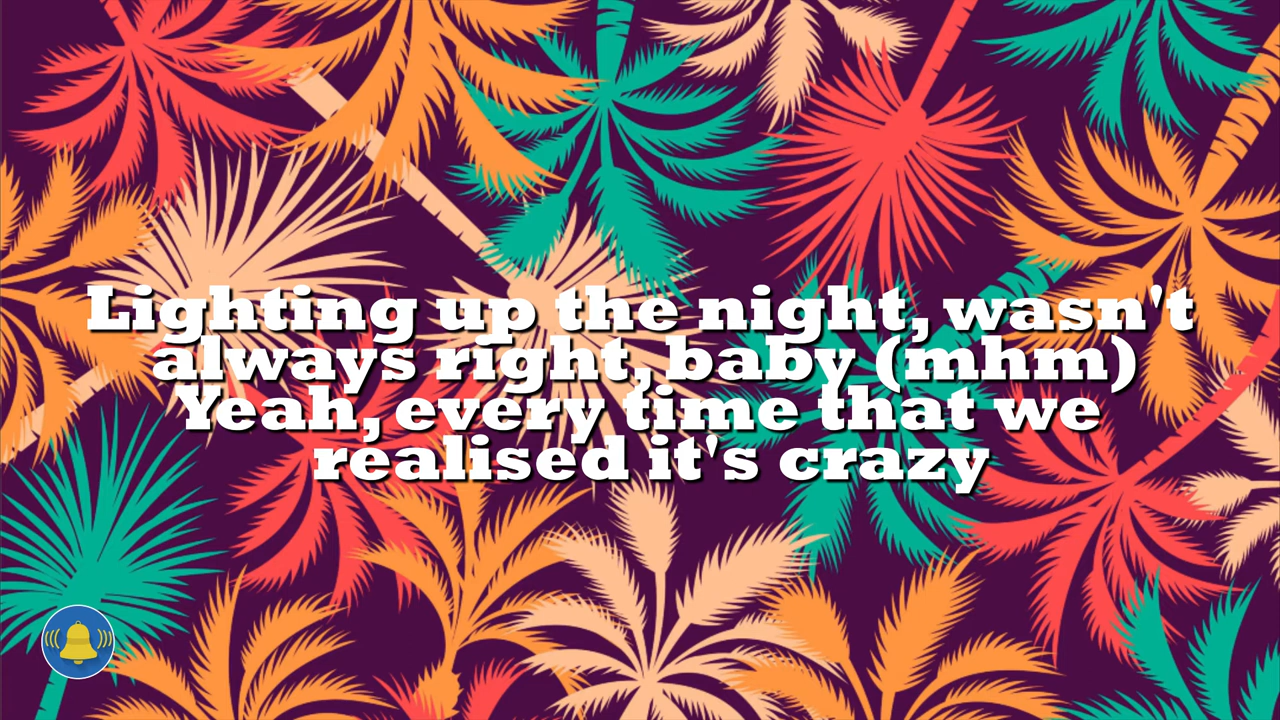 Lighting up the night, wasn't
always right, baby (mhm)
Yeah, every time that we
realised it's crazy